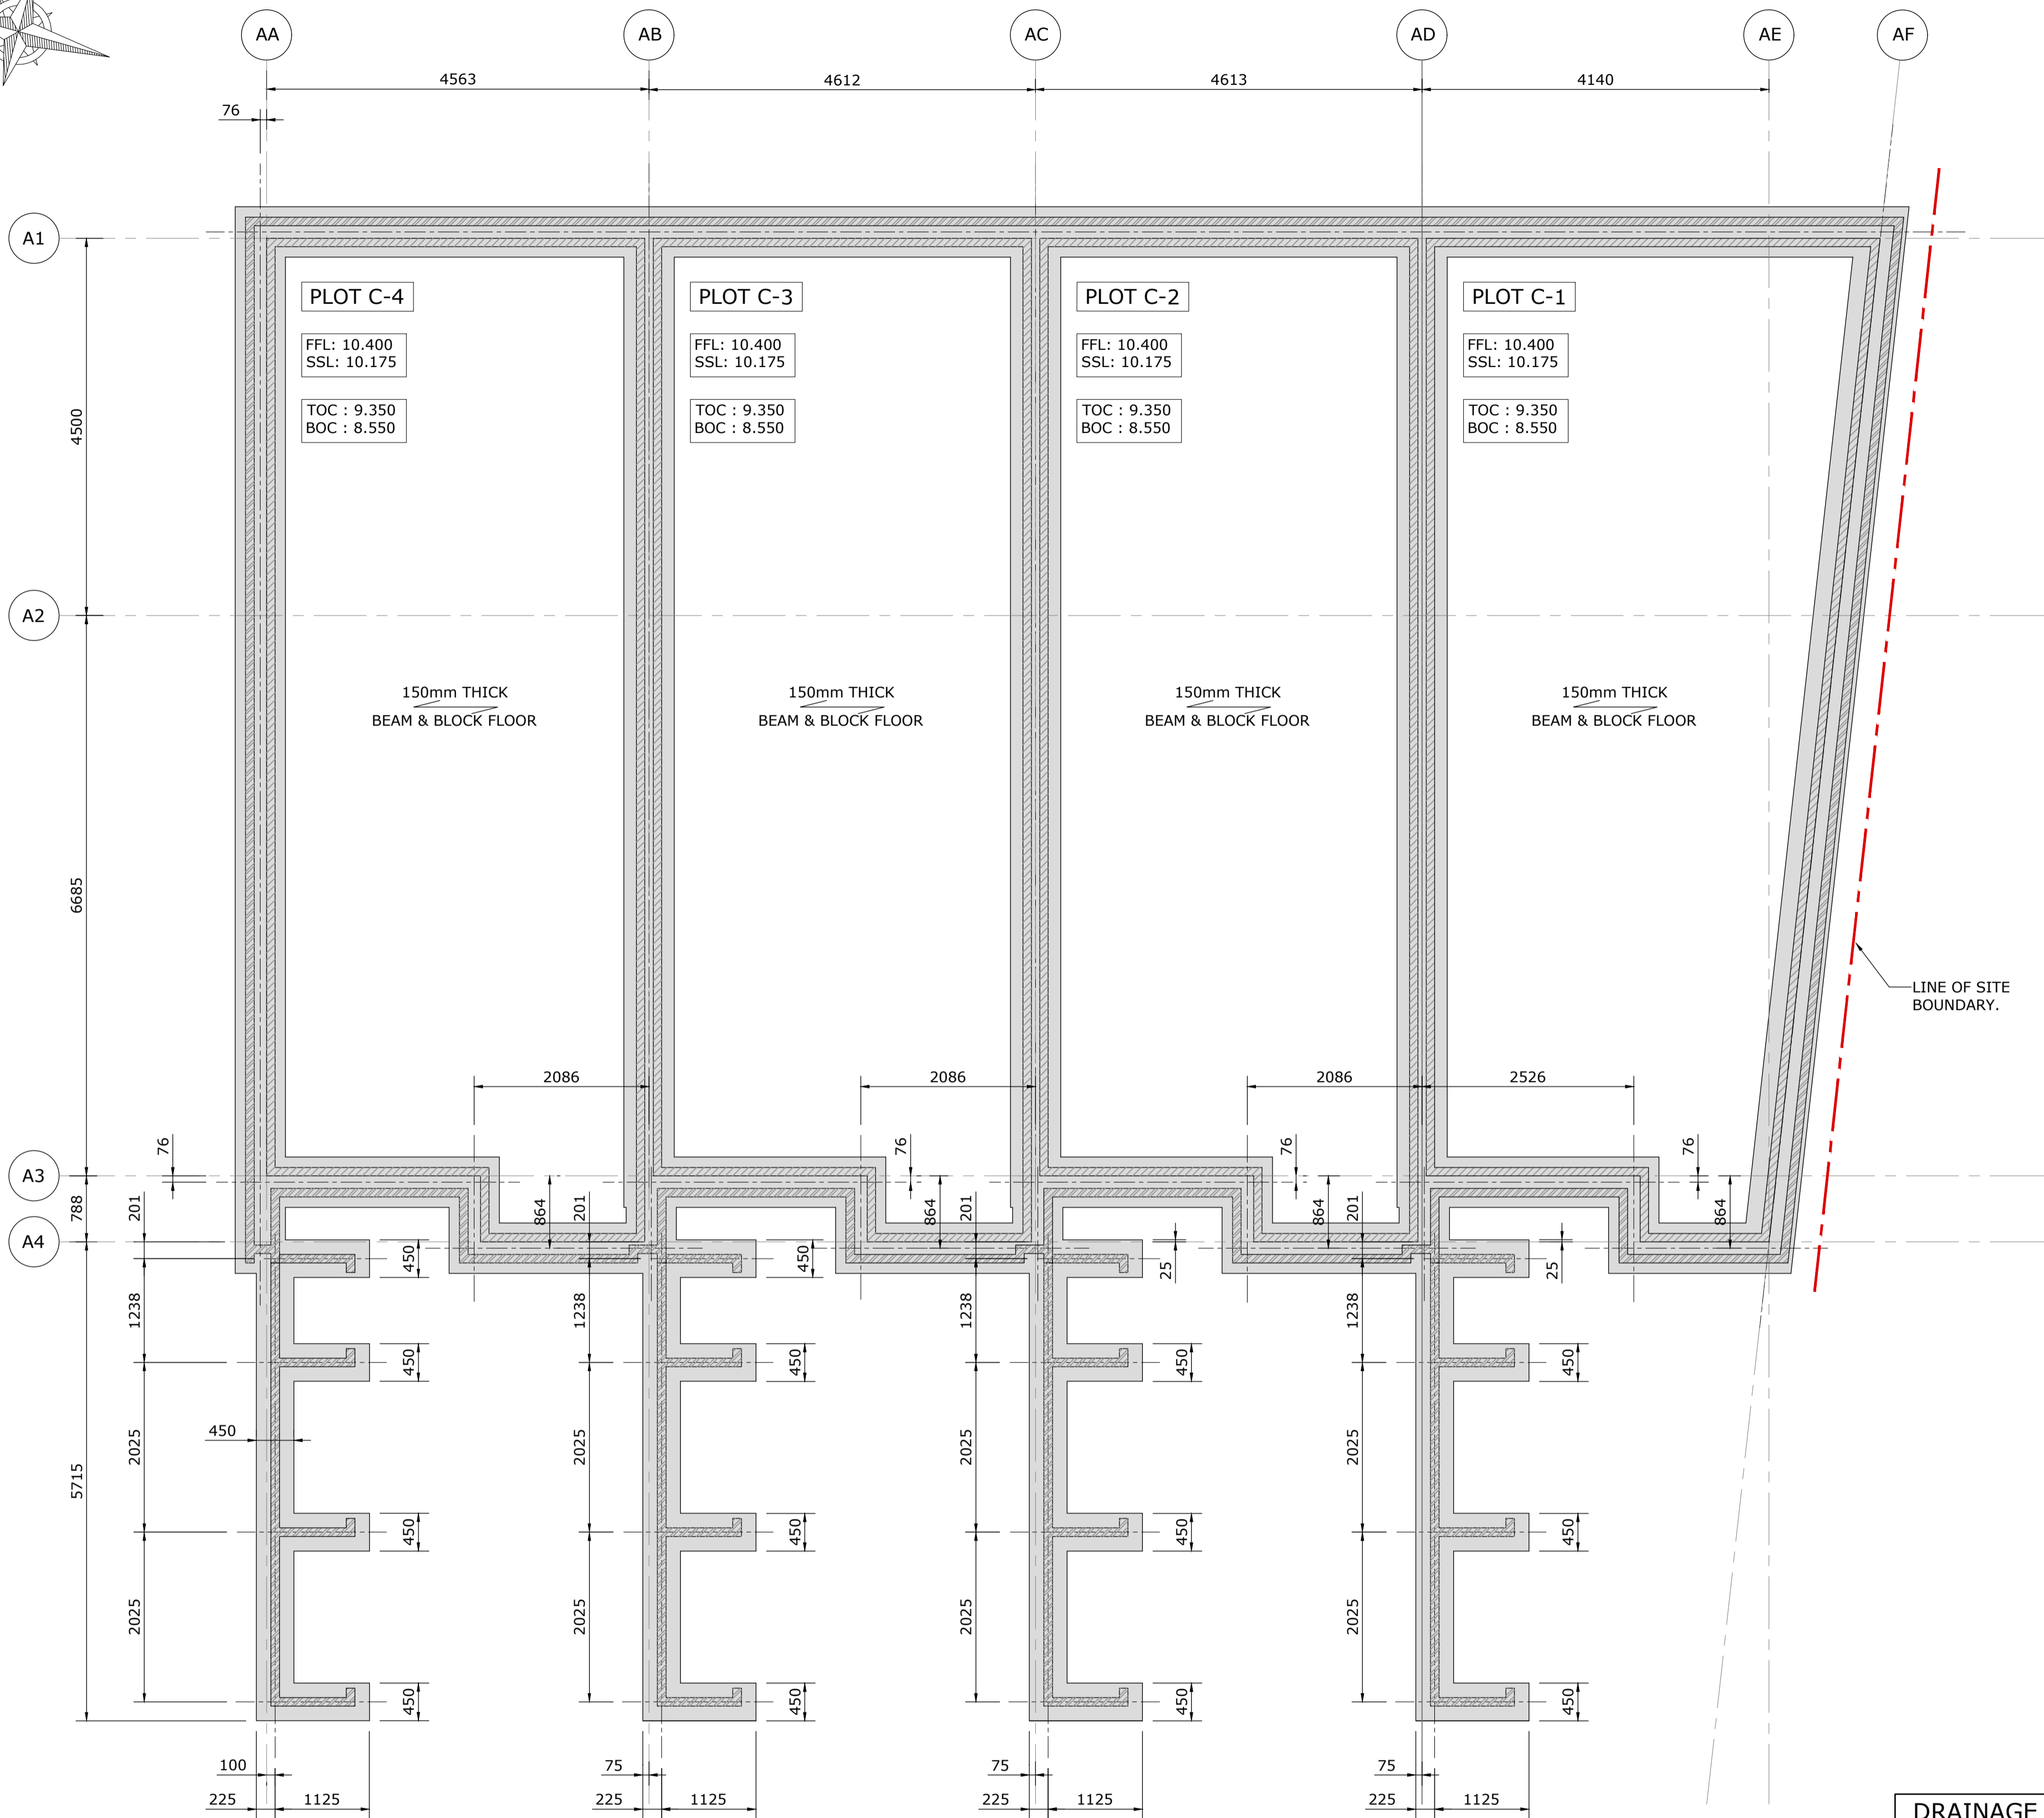 AA
AB
AC
AD
AE
AF
4563
4612
4613
4140
76
A1
PLOT C-4
PLOT C-3
PLOT C-2
PLOT C-1
FFL: 10.400
SSL: 10.175
FFL: 10.400
SSL: 10.175
FFL: 10.400
SSL: 10.175
FFL: 10.400
SSL: 10.175
TOC : 9.350
BOC : 8.550
TOC : 9.350
BOC : 8.550
TOC : 9.350
BOC : 8.550
TOC : 9.350
BOC : 8.550
4500
A2
150mm THICK
BEAM & BLOCK FLOOR
150mm THICK
BEAM & BLOCK FLOOR
150mm THICK
BEAM & BLOCK FLOOR
150mm THICK
BEAM & BLOCK FLOOR
6685
LINE OF SITE
BOUNDARY.
2086
2086
2086
2526
76
76
76
76
A3
788
201
864
201
864
201
864
201
864
A4
450
450
25
25
1238
1238
1238
1238
450
450
450
450
450
2025
2025
2025
2025
5715
450
450
450
450
2025
2025
2025
2025
450
450
450
450
100
75
75
75
225
1125
225
1125
225
1125
225
1125
DRAINAGE